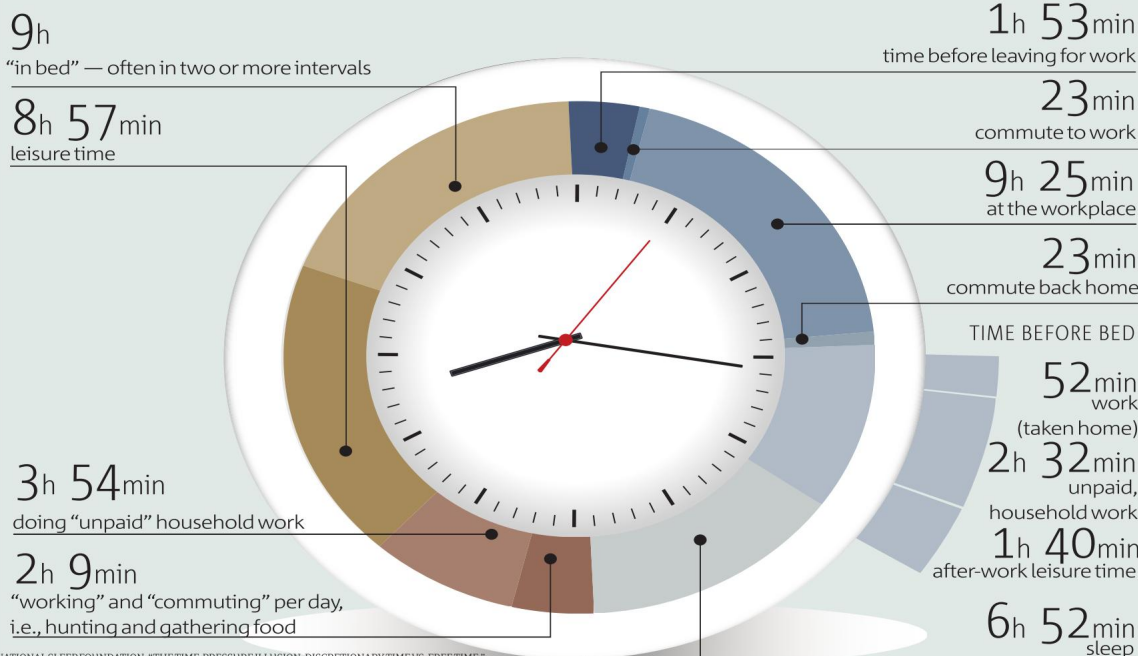 9h
“in bed” — often in two or more intervals
8h 57min
leisure time
3h 54min
doing “unpaid” household work
2h 9min
“working” and “commuting” per day,
i.e., hunting and gathering food
1h 53min
time before leaving for work
23min
commute to work
9h 25min
at the workplace
23min
commute back home
TIME BEFORE BED
52min
work
(taken home)
2h 32min
unpaid,
household work
1h 40min
after-work leisure time
6h 52min
sleep